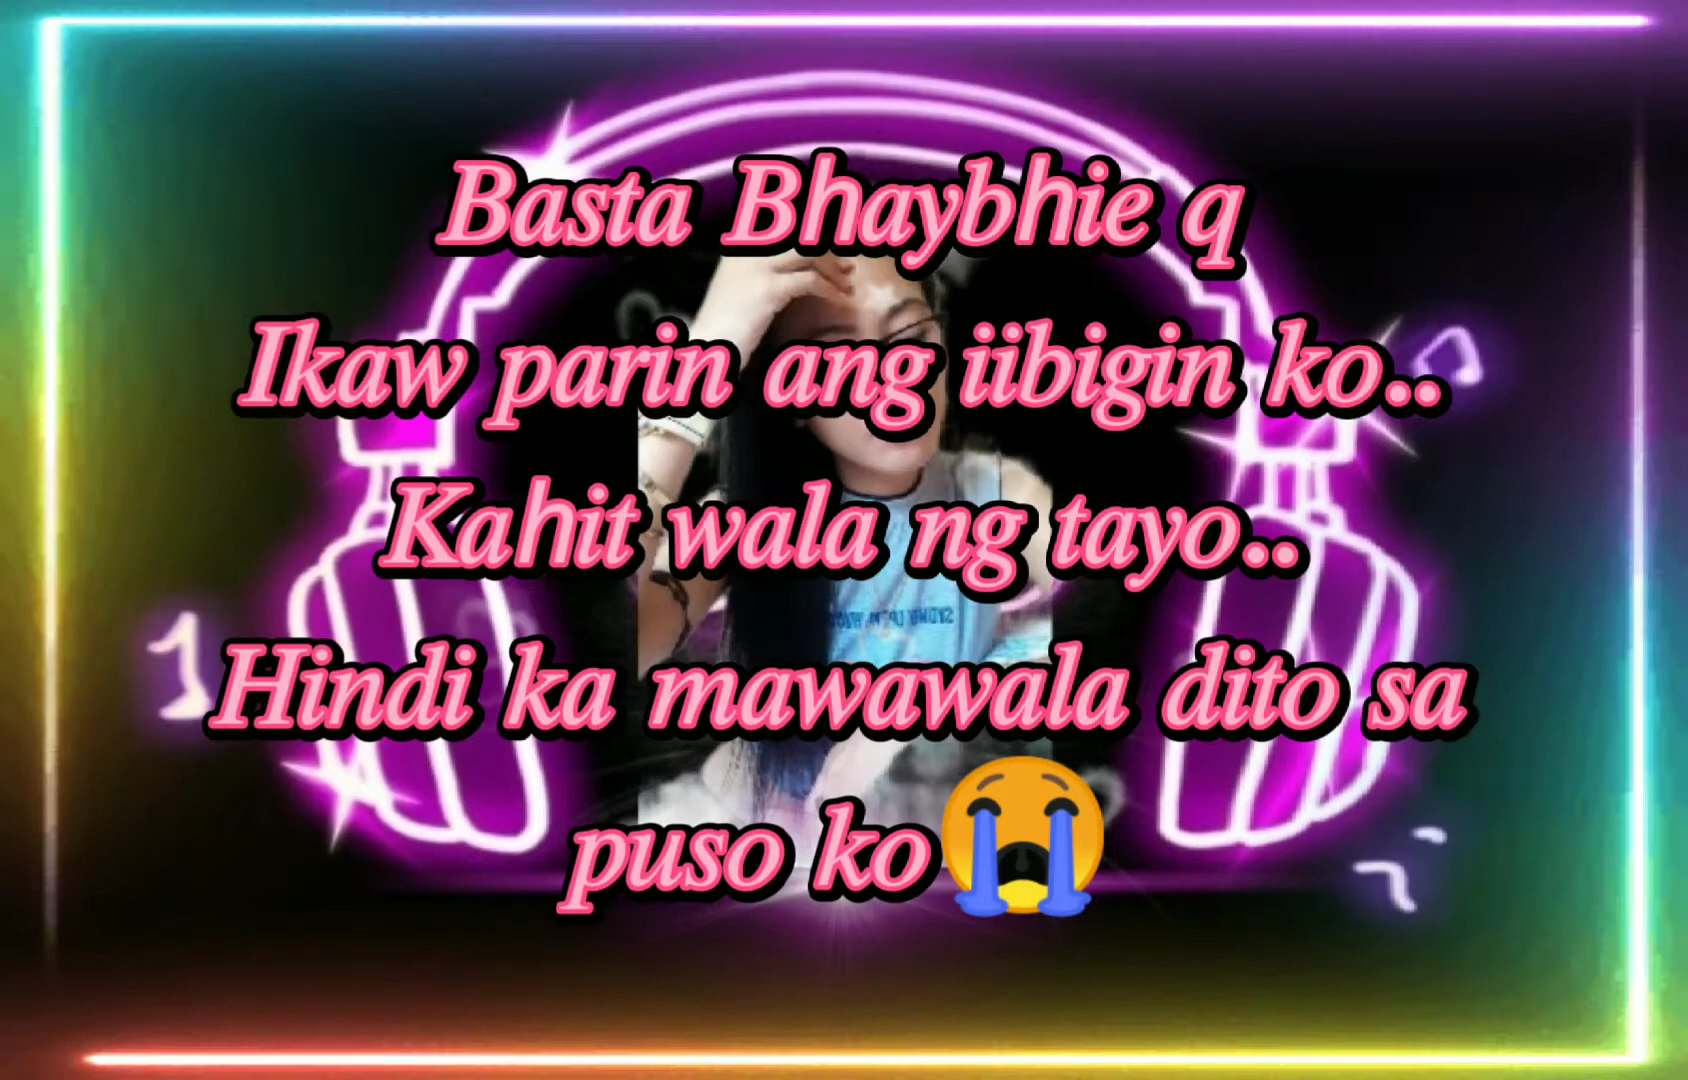 Basta Bhaybhie q
Ikaw parin ang iibigin ko..
Kahit wala ng tayo..
Hindi ka mawawala dito sa
puso ko😭